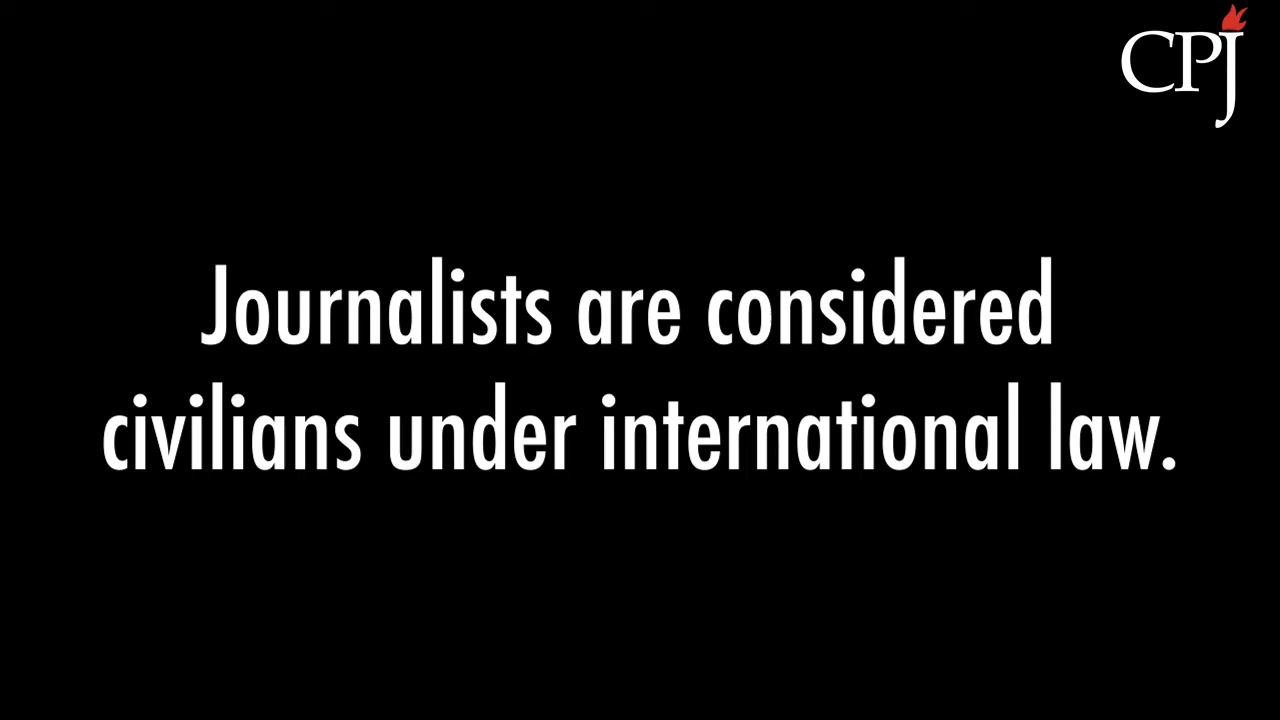 CPJ
Journalists are considered
civilians under international law.